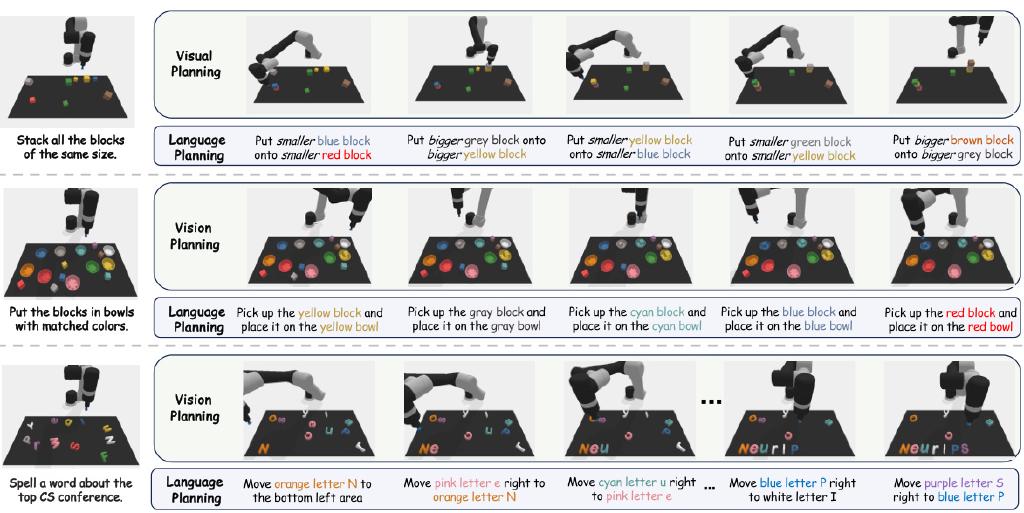 Visual
Planning
Stack all the blocks
of the same size.
Language
Planning
Put smaller blue block
onto smaller red block
Put bigger grey block onto
bigger yellow block
Put smaller yellow block
onto smaller blue block
Put smaller green block
onto smaller yellow block
Put bigger brown block
onto bigger grey block
Vision
Planning
Put the blocks in bowls
with matched colors.
Language
Planning
Pick up the yellow block and
place it on the yellow bowl
Pick up the gray block and
place it on the gray bowl
Pick up the cyan block and
place it on the cyan bowl
Pick up the blue block and
place it on the blue bowl
Pick up the red block and
place it on the red bowl
Vision
Planning
N
Ne
Neu
...
NeurIP
NeurIPS
Spell a word about the
top CS conference.
Language
Planning
Move orange letter N to
the bottom left area
Move pink letter e right to
orange letter N
Move cyan letter u right
to pink letter e
...
Move blue letter P right
to white letter I
Move purple letter S
right to blue letter P